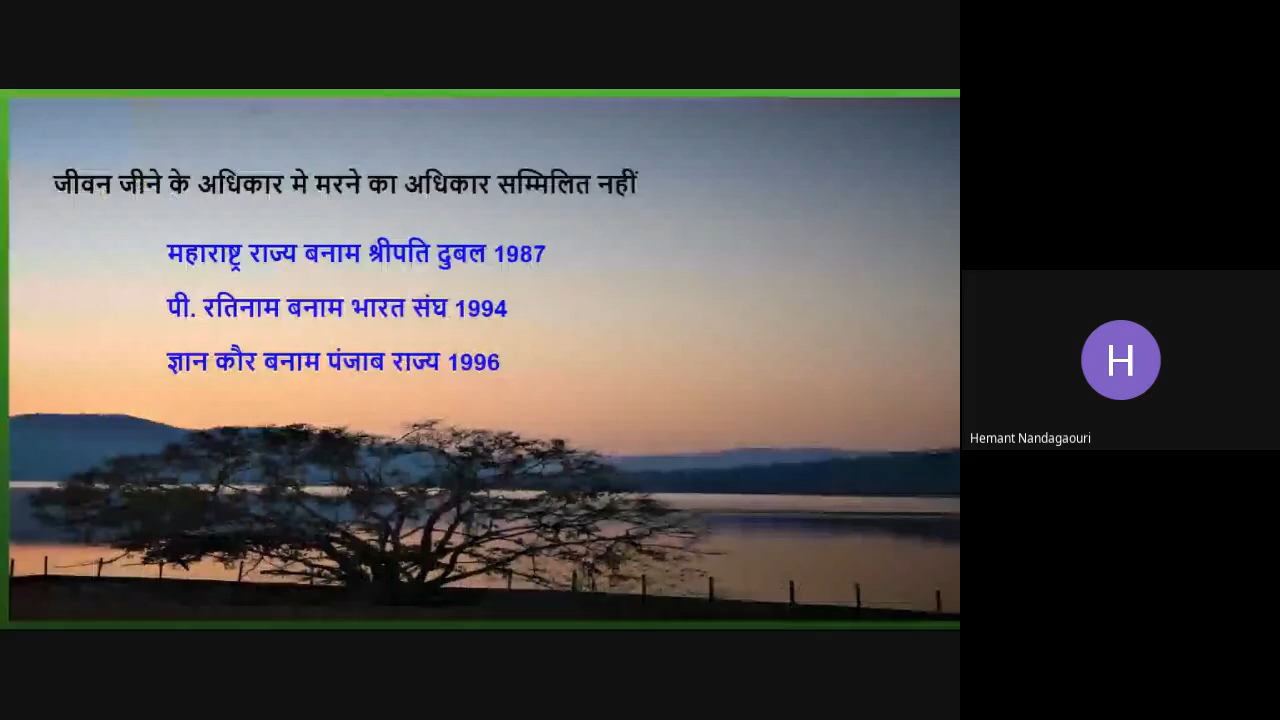 जीवन जीने के अधिकार मे मरने का अधिकार सम्मिलित नहीं
महाराष्ट्र राज्य बनाम श्रीपति दुबल 1987
पी. रतिनाम बनाम भारत संघ 1994
ज्ञान कौर बनाम पंजाब राज्य 1996
H
Hemant Nandagaouri